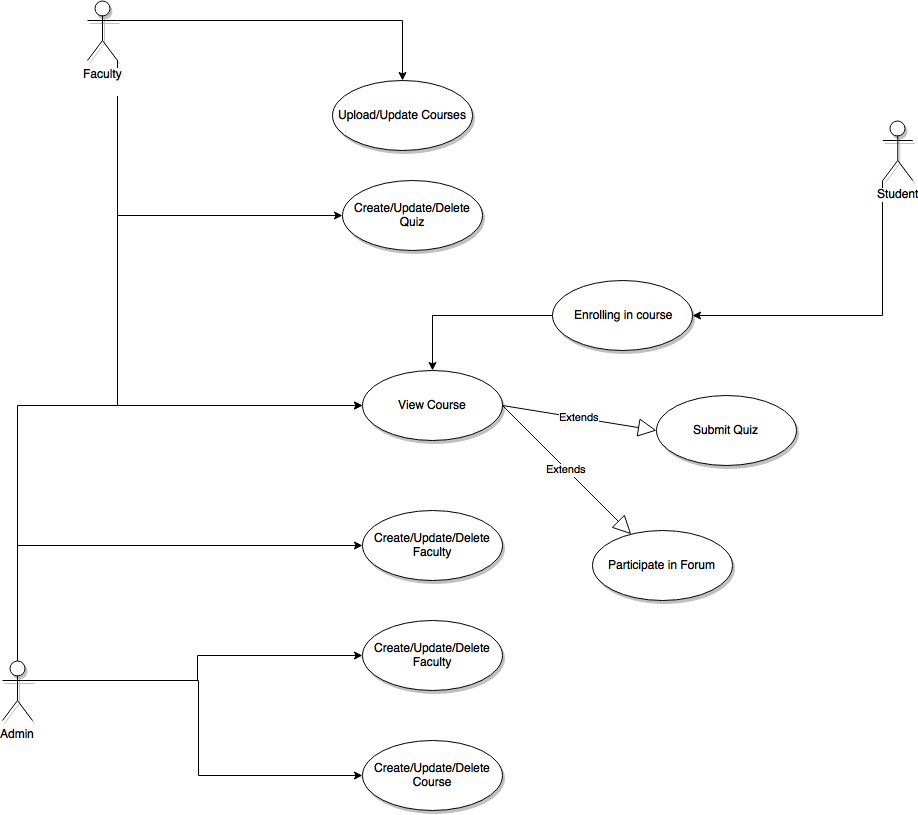 Faculty
Upload/Update Courses
Student
Create/Update/Delete
Quiz
Enrolling in course
View Course
Extends
Submit Quiz
Extends
Create/Update/Delete
Faculty
Participate in Forum
Create/Update/Delete
Faculty
Admin
Create/Update/Delete
Course